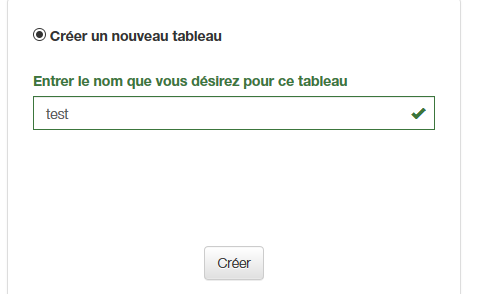 Créer un nouveau tableau
Entrer le nom que vous désirez pour ce tableau
test
Créer